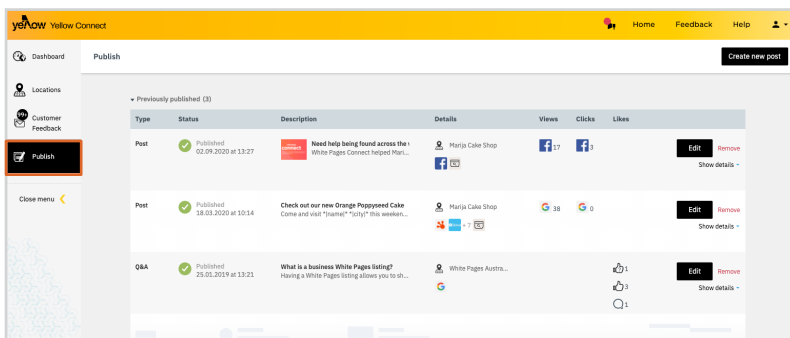 yellow Yellow Connect
Home Feedback Help
Dashboard
Publish
Create new post
Locations
99+
Customer
Feedback
Publish
Close menu
Previously published (3)
Type Status Description Details Views Clicks Likes
Post Published Need help being found across the Marija Cake Shop 17 3 Edit Remove
02.09.2020 at 13:27 White Pages Connect helped Mari...
Show details
Post Published Check out our new Orange Poppyseed Cake Marija Cake Shop 38 0 Edit Remove
18.03.2020 at 10:14 Come and visit *|name|* *|city|* this weeken...
+ 7 Show details
Q&A Published What is a business White Pages listing? White Pages Austra... 1 Edit Remove
25.01.2019 at 13:21 Having a White Pages listing allows you to sh...
3 Show details
1